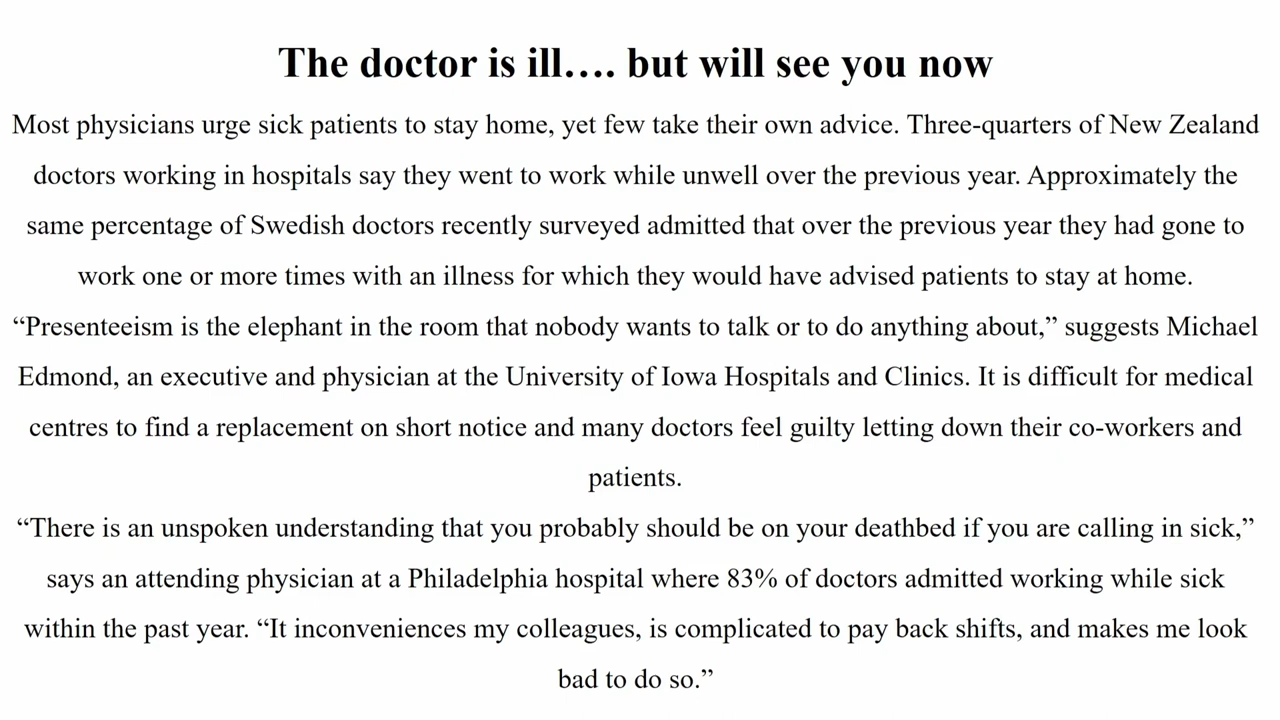 The doctor is ill…. but will see you now
Most physicians urge sick patients to stay home, yet few take their own advice. Three-quarters of New Zealand
doctors working in hospitals say they went to work while unwell over the previous year. Approximately the
same percentage of Swedish doctors recently surveyed admitted that over the previous year they had gone to
work one or more times with an illness for which they would have advised patients to stay at home.
“Presenteeism is the elephant in the room that nobody wants to talk or to do anything about,” suggests Michael
Edmond, an executive and physician at the University of Iowa Hospitals and Clinics. It is difficult for medical
centres to find a replacement on short notice and many doctors feel guilty letting down their co-workers and
patients.
“There is an unspoken understanding that you probably should be on your deathbed if you are calling in sick,”
says an attending physician at a Philadelphia hospital where 83% of doctors admitted working while sick
within the past year. “It inconveniences my colleagues, is complicated to pay back shifts, and makes me look
bad to do so.”